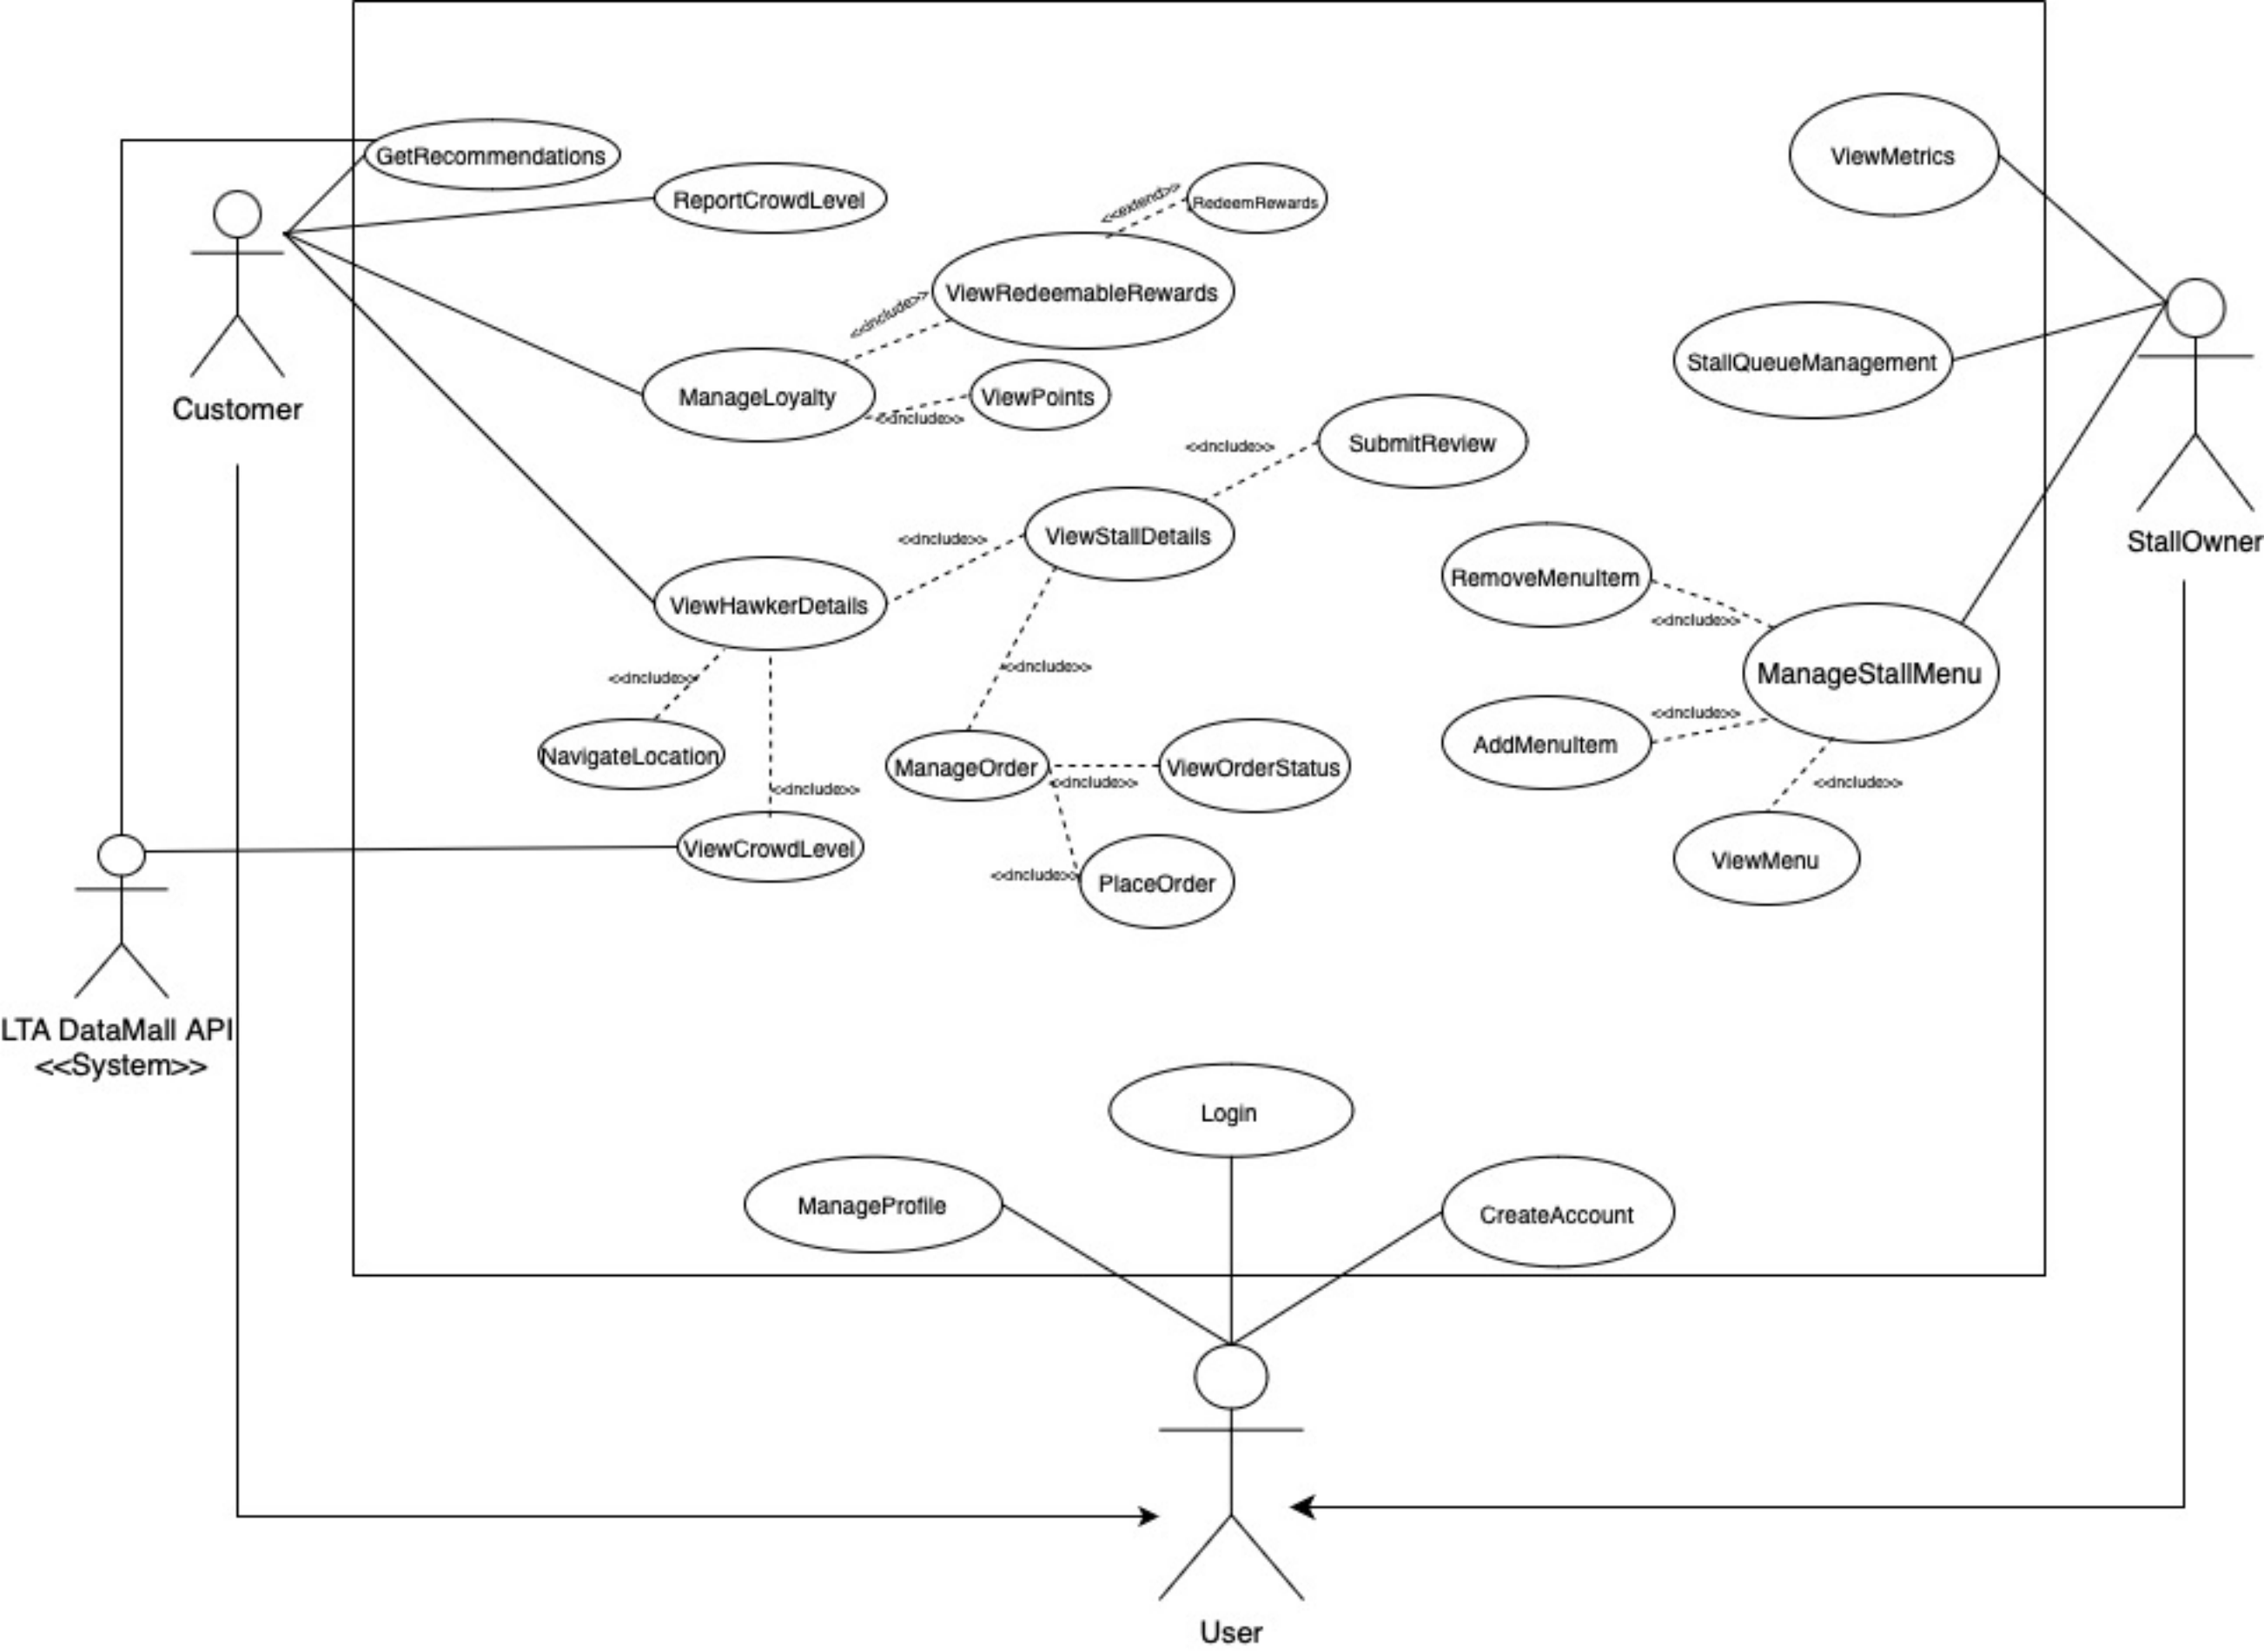 GetRecommendations
ViewMetrics
ReportCrowdLevel
<<extend>>
RedeemRewards
ViewRedeemableRewards
<<include>>
StallQueueManagement
Customer
ManageLoyalty
ViewPoints
<<include>>
<<include>>
SubmitReview
ViewStallDetails
<<include>>
StallOwner
RemoveMenuItem
ViewHawkerDetails
<<include>>
<<include>>
<<include>>
ManageStallMenu
<<include>>
AddMenuItem
NavigateLocation
ManageOrder
ViewOrderStatus
<<include>>
<<include>>
<<include>>
ViewCrowdLevel
ViewMenu
<<include>>
PlaceOrder
LTA DataMall API
<<System>>
Login
ManageProfile
CreateAccount
User